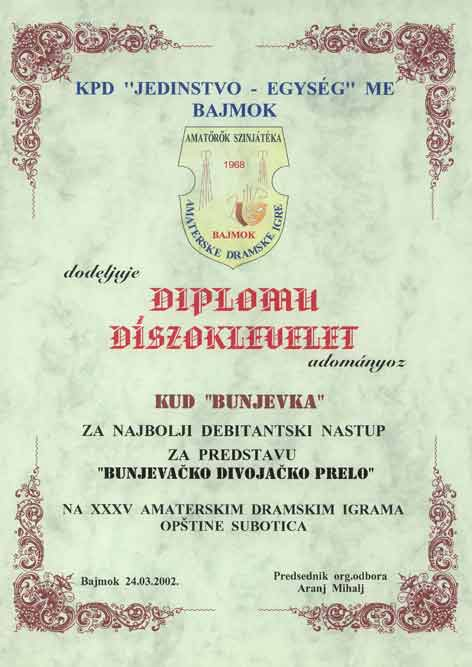 KPD "JEDINSTVO - EGYSÉG" ME
BAJMOK
AMATŐRÖK SZINJÁTÉKA
1968
BAJMOK
AMATERSKE DRAMSKE IGRE
dodeljuje
DIPLOMU
DÍSZOKLEVELET
adományoz
KUD "BUNJEVKA"
ZA NAJBOLJI DEBITANTSKI NASTUP
ZA PREDSTAVU
"BUNJEVAČKO DIVOJAČKO PRELO"
NA XXXV AMATERSKIM DRAMSKIM IGRAMA
OPŠTINE SUBOTICA
Bajmok 24.03.2002.
Predsednik org.odbora
Aranj Mihalj